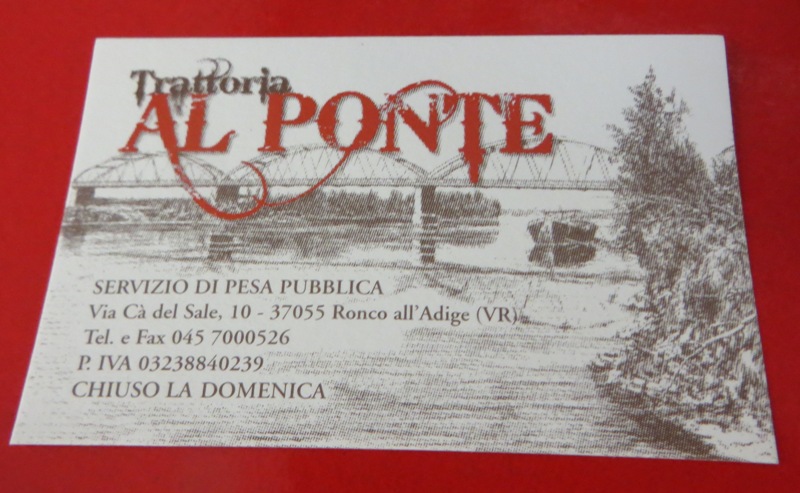 Trattoria
AL PONTE
SERVIZIO DI PESA PUBBLICA
Via Cà del Sale, 10 - 37055 Ronco all'Adige (VR)
Tel. e Fax 045 7000526
P. IVA 03238840239
CHIUSO LA DOMENICA